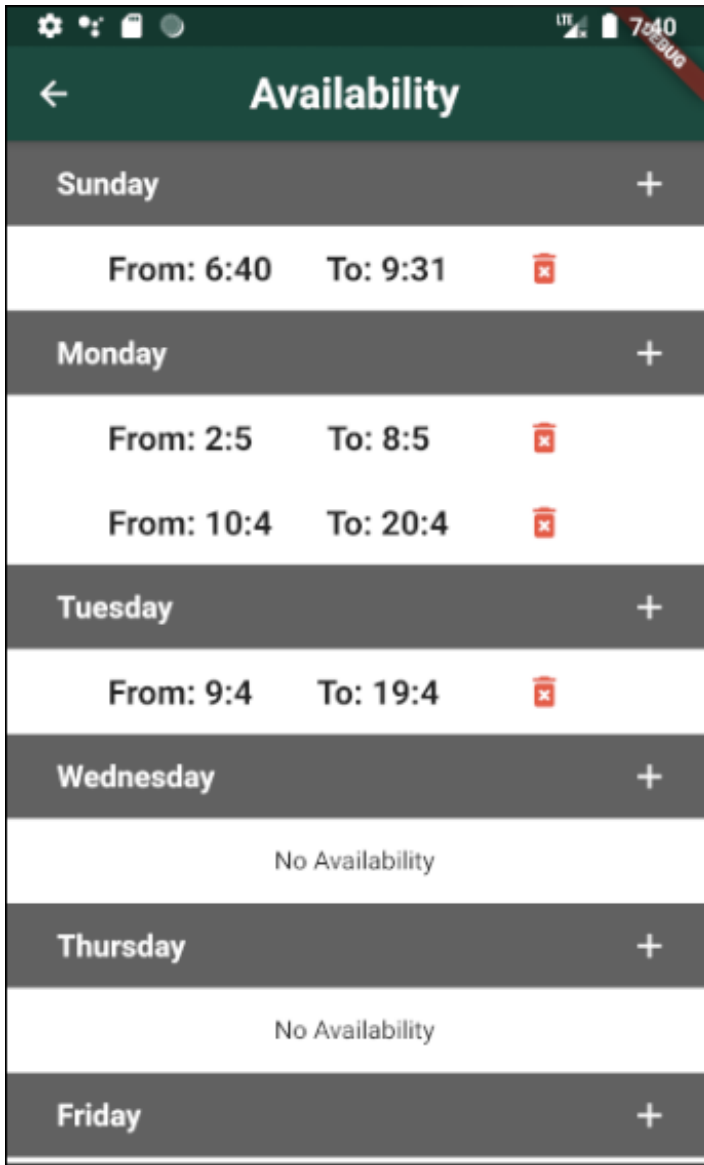 LTE 7:40
DEBUG
Availability
Sunday +
From: 6:40 To: 9:31
Monday +
From: 2:5 To: 8:5
From: 10:4 To: 20:4
Tuesday +
From: 9:4 To: 19:4
Wednesday +
No Availability
Thursday +
No Availability
Friday +